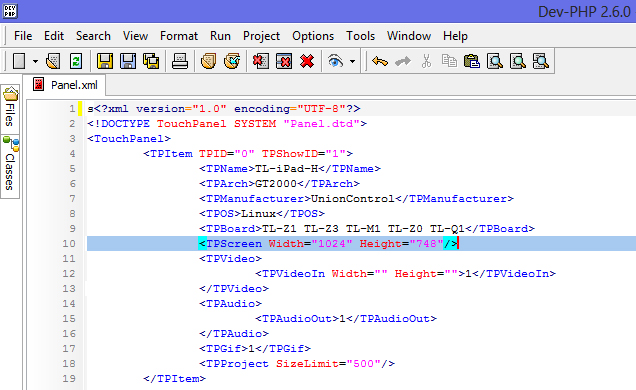 DEV PHP
Dev-PHP 2.6.0
File Edit Search View Format Run Project Options Tools Window Help
Panel.xml
Files
Classes
1 s<?xml version="1.0" encoding="UTF-8"?>
2 <!DOCTYPE TouchPanel SYSTEM "Panel.dtd">
3 <TouchPanel>
4 <TPItem TPID="0" TPShowID="1">
5 <TPName>TL-iPad-H</TPName>
6 <TPArch>GT2000</TPArch>
7 <TPManufacturer>UnionControl</TPManufacturer>
8 <TPOS>Linux</TPOS>
9 <TPBoard>TL-Z1 TL-Z3 TL-M1 TL-Z0 TL-Q1</TPBoard>
10 <TPScreen Width="1024" Height="748"/>
11 <TPVideo>
12 <TPVideoIn Width="" Height="">1</TPVideoIn>
13 </TPVideo>
14 <TPAudio>
15 <TPAudioOut>1</TPAudioOut>
16 </TPAudio>
17 <TPGif>1</TPGif>
18 <TPProject SizeLimit="500"/>
19 </TPItem>